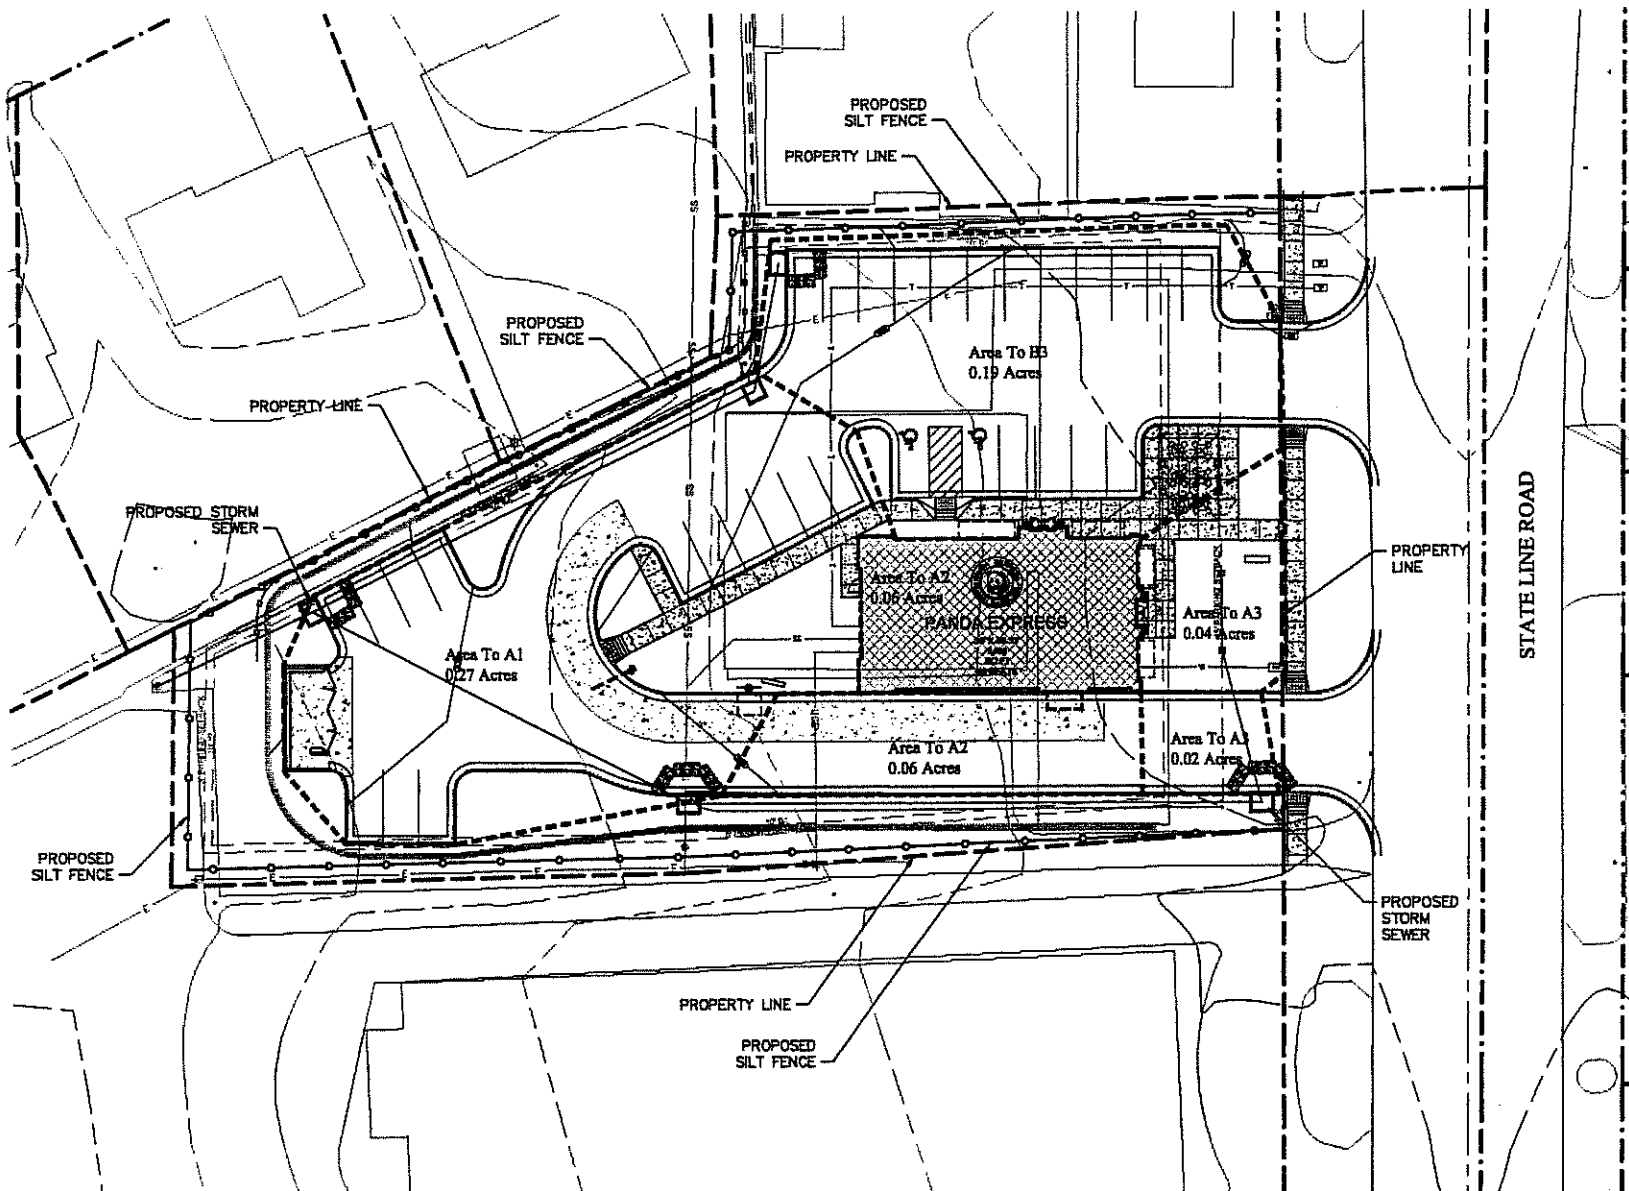 PROPOSED
SILT FENCE
PROPERTY LINE
PROPOSED
SILT FENCE
Area To B3
0.19 Acres
PROPERTY LINE
PROPOSED STORM
SEWER
STATE LINE ROAD
PROPERTY
LINE
Area To A2
0.06 Acres
PANDA EXPRESS
Area To A3
0.04 Acres
Area To A1
0.27 Acres
Area To A2
0.06 Acres
Area To A3
0.02 Acres
PROPOSED
SILT FENCE
PROPOSED
STORM
SEWER
PROPERTY LINE
PROPOSED
SILT FENCE